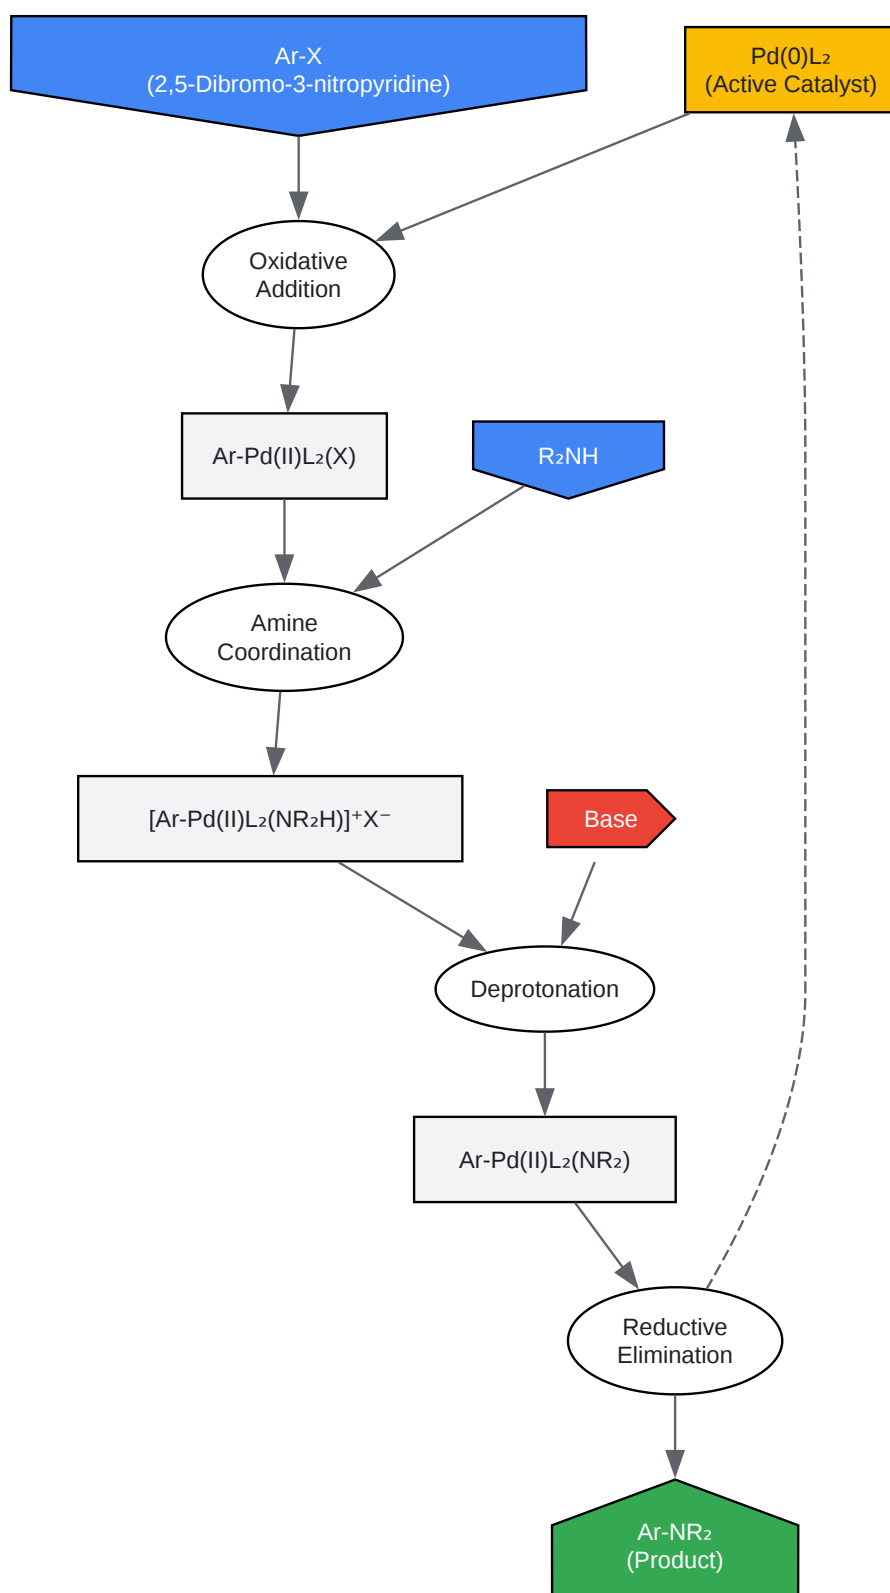 Ar-X
(2,5-Dibromo-3-nitropyridine)
Pd(0)L₂
(Active Catalyst)
Oxidative
Addition
Ar-Pd(II)L₂(X)
R₂NH
Amine
Coordination
[Ar-Pd(II)L₂(NR₂H)]⁺X⁻
Base
Deprotonation
Ar-Pd(II)L₂(NR₂)
Reductive
Elimination
Ar-NR₂
(Product)